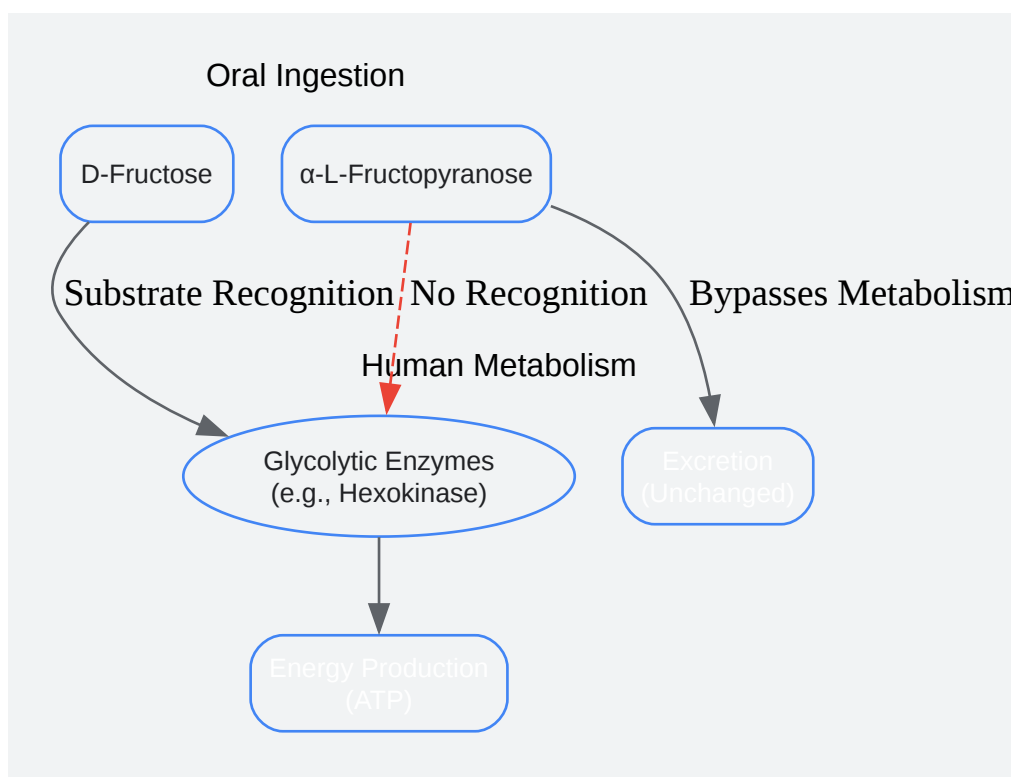 Oral Ingestion
D-Fructose
α-L-Fructopyranose
Substrate Recognition
No Recognition
Bypasses Metabolism
Human Metabolism
Glycolytic Enzymes
(e.g., Hexokinase)
Excretion
(Unchanged)
Energy Production
(ATP)